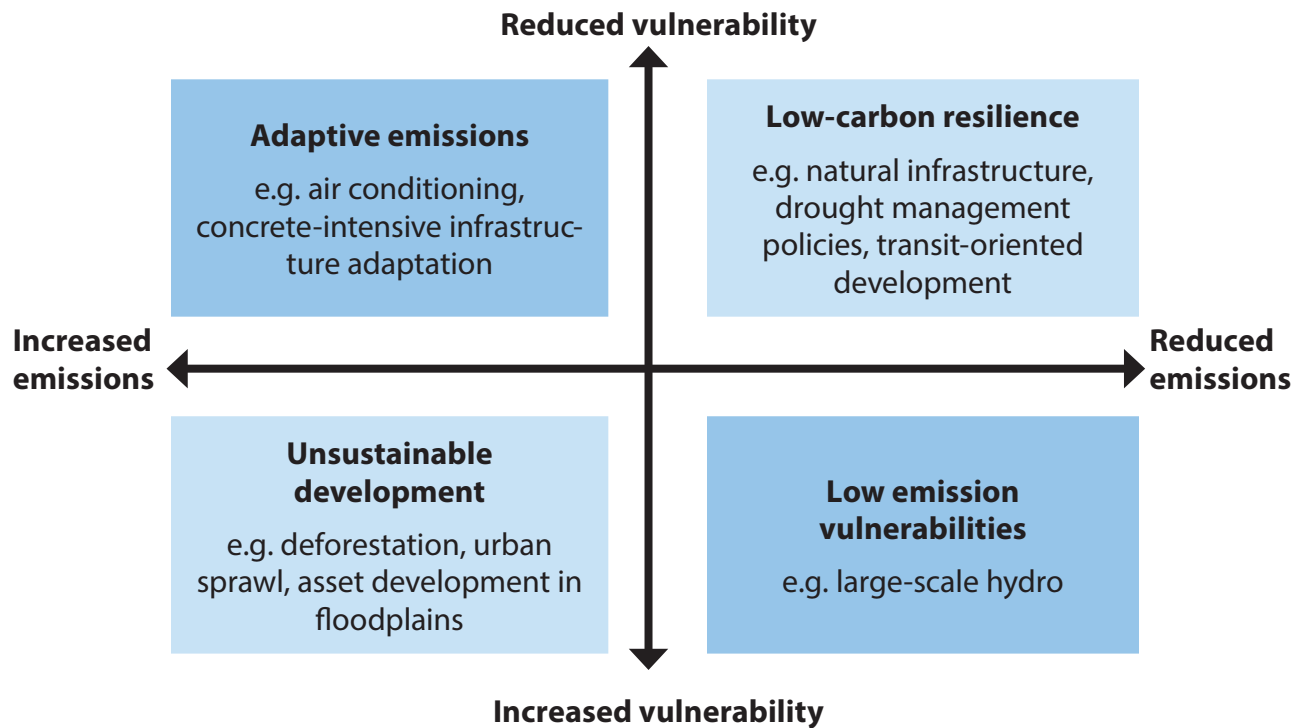 Reduced vulnerability
Adaptive emissions
e.g. air conditioning,
concrete-intensive infrastruc-
ture adaptation
Low-carbon resilience
e.g. natural infrastructure,
drought management
policies, transit-oriented
development
Increased
emissions
Reduced
emissions
Unsustainable
development
e.g. deforestation, urban
sprawl, asset development in
floodplains
Low emission
vulnerabilities
e.g. large-scale hydro
Increased vulnerability